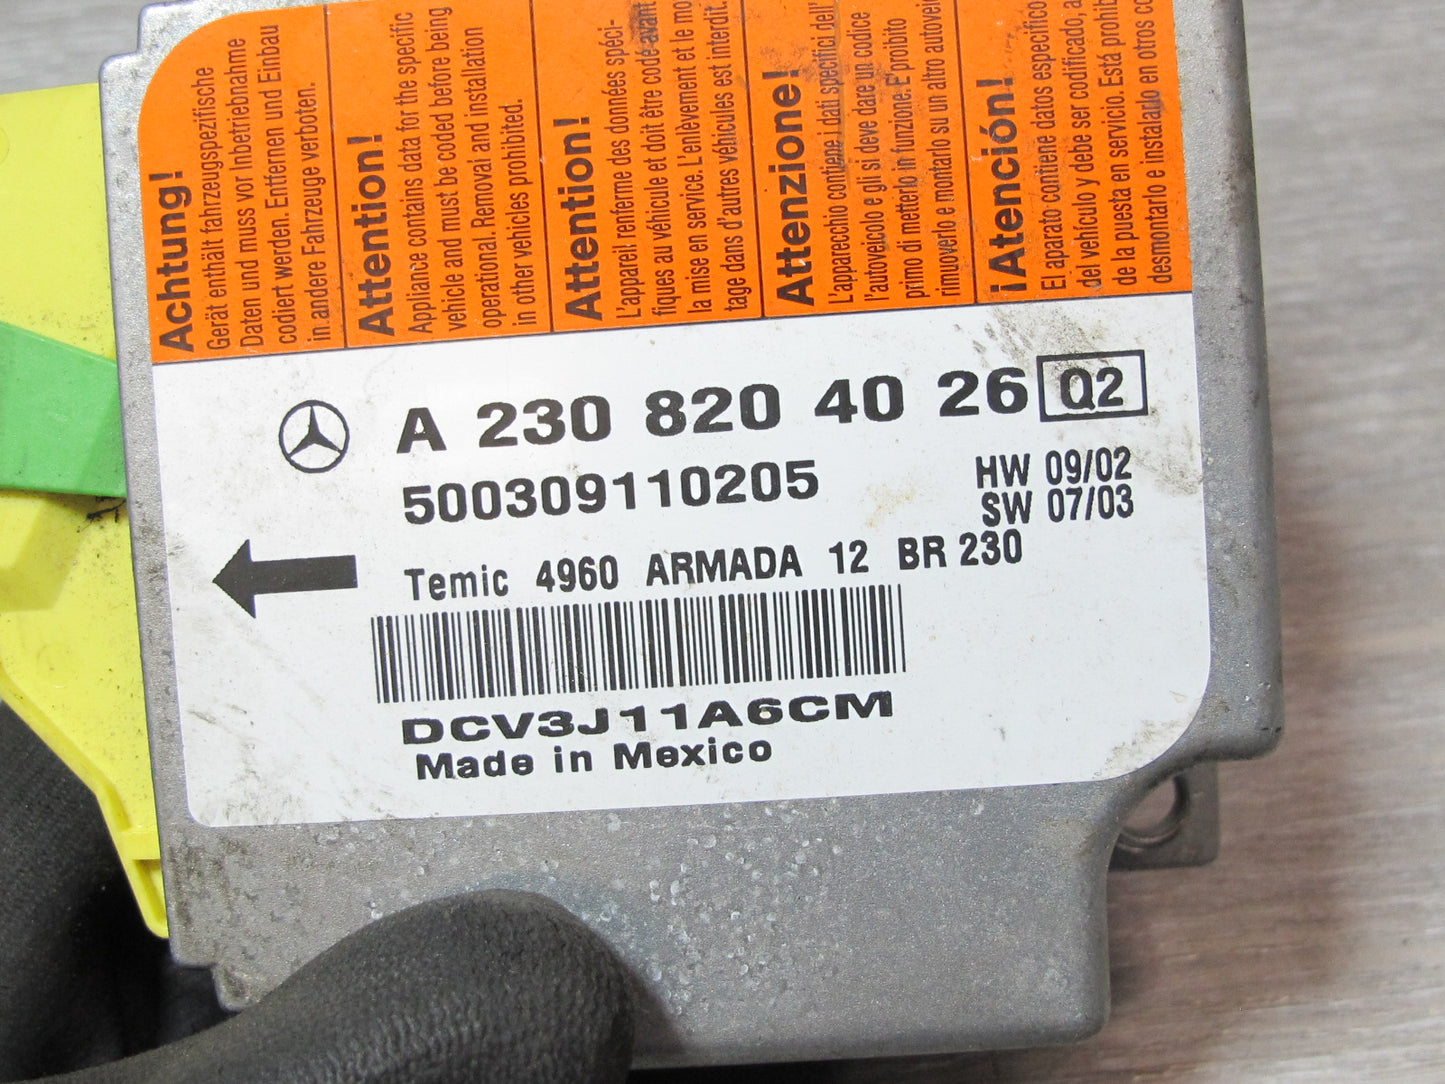 Achtung!
Gerät enthält fahrzeugspezifische
Daten und muss vor Inbetriebnahme
codiert werden. Entfernen und Einbau
in andere Fahrzeuge verboten.
Attention!
Appliance contains data for the specific
vehicle and must be coded before being
operational. Removal and installation
in other vehicles prohibited.
Attention!
L'appareil renferme des données spéci-
fiques au véhicule et doit être codé avant
la mise en service. L'enlèvement et le mo
tage dans d'autres véhicules est interdit.
Attenzione!
L'apparecchio contiene i dati specifici dell'
l'autoveicolo e gli si deve dare un codice
primo di metterlo in funzione. E' proibito
rimuoverlo e montarlo su un altro autoveic
¡Atención!
El aparato contiene datos específico
del vehículo y debe ser codificado, a
de la puesta en servicio. Está prohib
desmontarlo e instalarlo en otros co
A 230 820 40 26 Q2
500309110205
HW 09/02
SW 07/03
Temic 4960 ARMADA 12 BR 230
DCV3J11A6CM
Made in Mexico